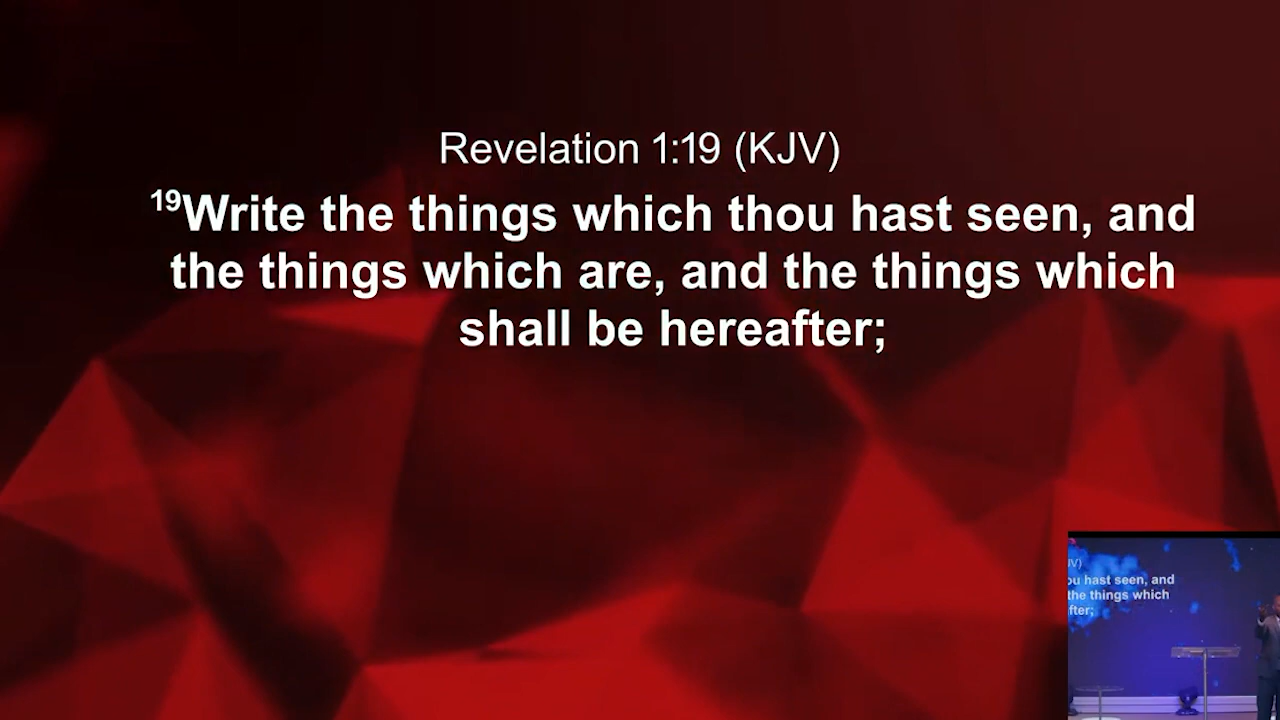 Revelation 1:19 (KJV)
19Write the things which thou hast seen, and
the things which are, and the things which
shall be hereafter;
JV)
ou hast seen, and
the things which
fter;